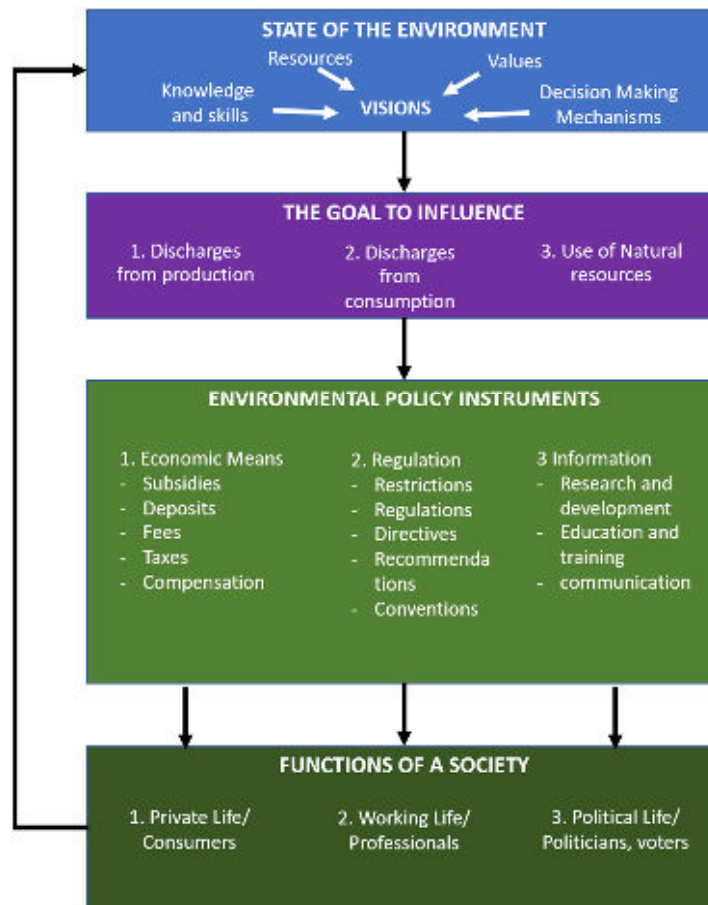 STATE OF THE ENVIRONMENT
Resources
Values
Knowledge
and skills
VISIONS
Decision Making
Mechanisms
THE GOAL TO INFLUENCE
1. Discharges
from production
2. Discharges
from
consumption
3. Use of Natural
resources
ENVIRONMENTAL POLICY INSTRUMENTS
1. Economic Means
- Subsidies
- Deposits
- Fees
- Taxes
- Compensation
2. Regulation
- Restrictions
- Regulations
- Directives
- Recommenda
tions
- Conventions
3 Information
- Research and
development
- Education and
training
- communication
FUNCTIONS OF A SOCIETY
1. Private Life/
Consumers
2. Working Life/
Professionals
3. Political Life/
Politicians, voters